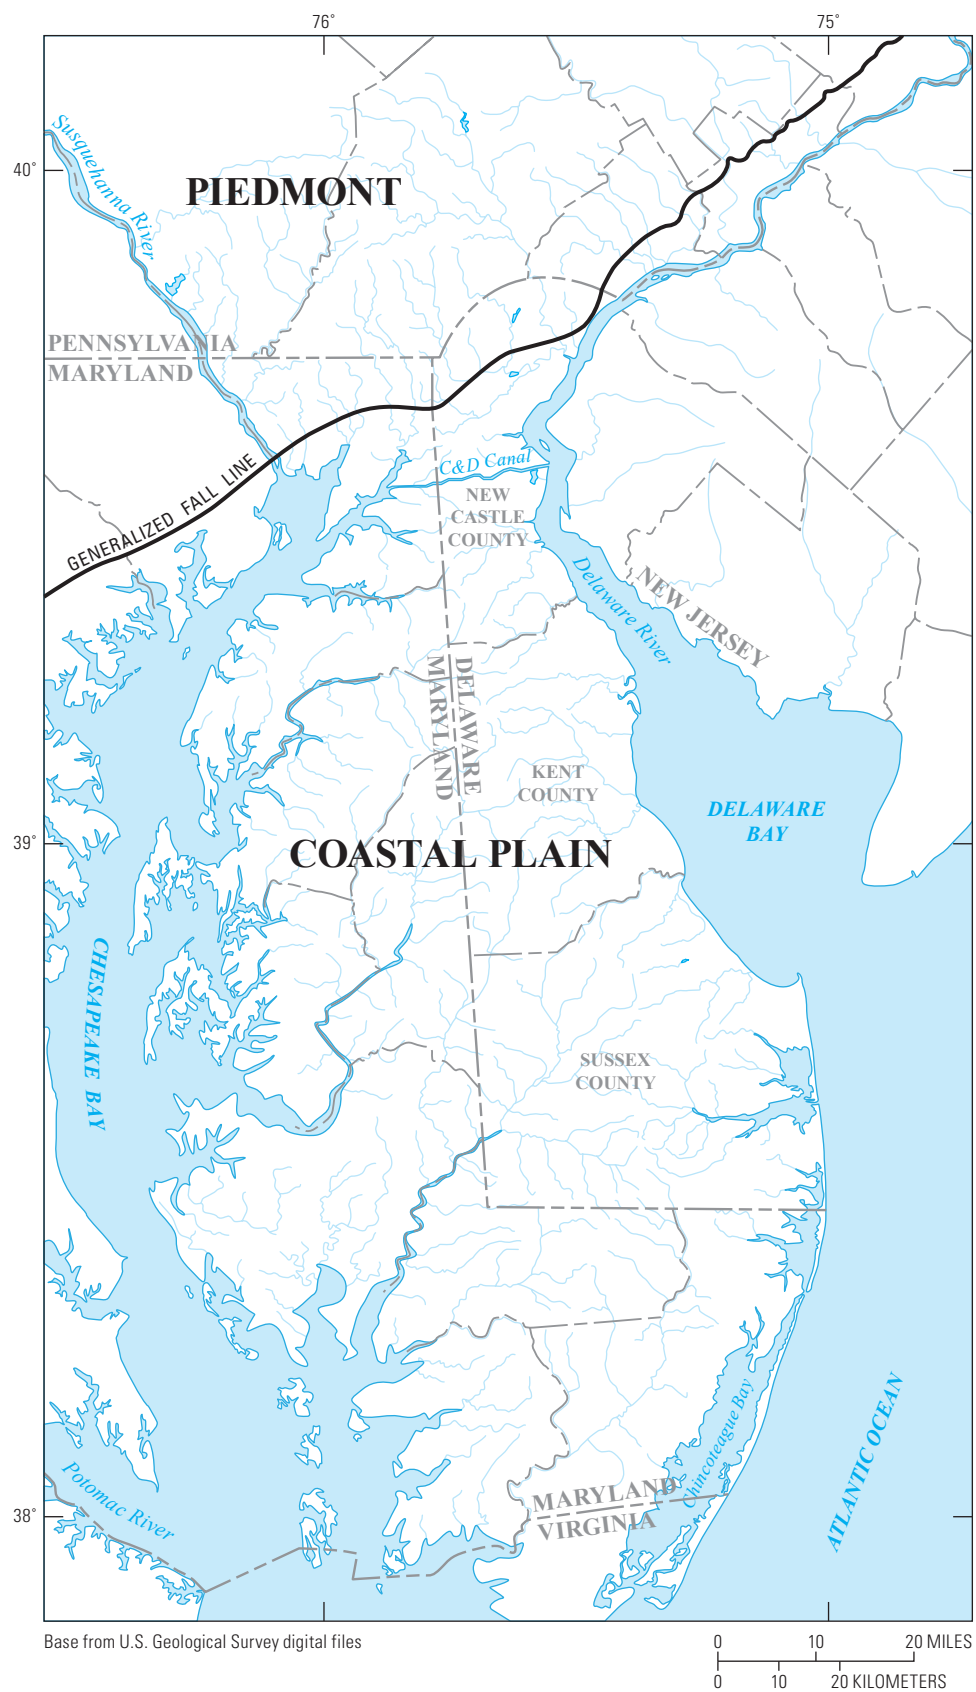 76°
75°
40°
Susquehanna River
PIEDMONT
PENNSYLVANIA
MARYLAND
GENERALIZED FALL LINE
C&D Canal
NEW
CASTLE
COUNTY
Delaware River
NEW JERSEY
DELAWARE
MARYLAND
KENT
COUNTY
DELAWARE
BAY
39°
COASTAL PLAIN
CHESAPEAKE BAY
SUSSEX
COUNTY
Chincoteague Bay
ATLANTIC OCEAN
Potomac River
38°
MARYLAND
VIRGINIA
Base from U.S. Geological Survey digital files
0 10 20 MILES
0 10 20 KILOMETERS